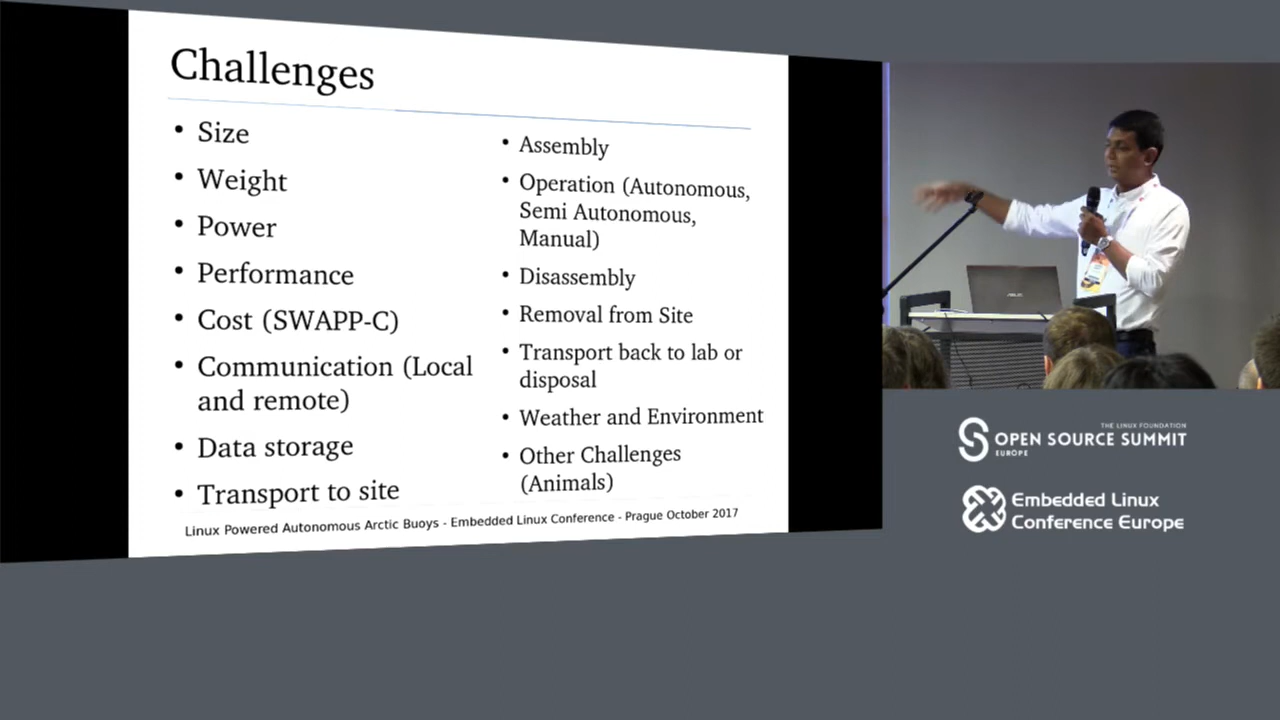 Challenges
Size
Weight
Power
Performance
Cost (SWAPP-C)
Communication (Local
and remote)
Data storage
Transport to site
Assembly
Operation (Autonomous,
Semi Autonomous,
Manual)
Disassembly
Removal from Site
Transport back to lab or
disposal
Weather and Environment
Other Challenges
(Animals)
Linux Powered Autonomous Arctic Buoys - Embedded Linux Conference - Prague October 2017
THE LINUX FOUNDATION
OPEN SOURCE SUMMIT
EUROPE
Embedded Linux
Conference Europe